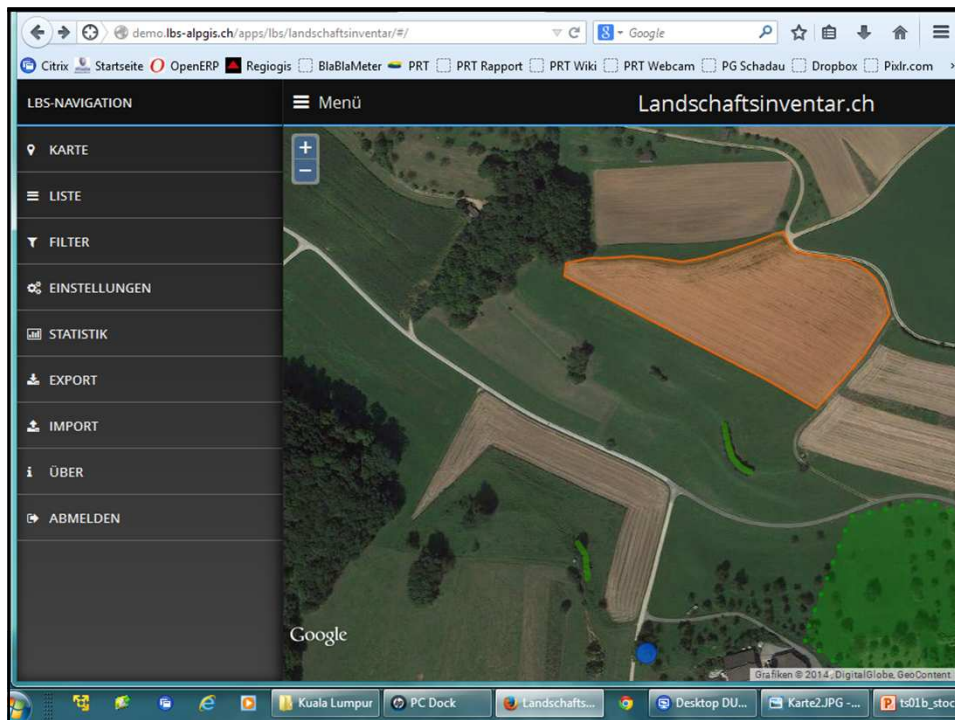 demo.lbs-alpgis.ch/apps/lbs/landschaftsinventar/#/
8 - Google
Citrix Startseite OpenERP Regiogis BlaBlaMeter PRT PRT Rapport PRT Wiki PRT Webcam PG Schadau Dropbox Pixlr.com
LBS-NAVIGATION
Menü
Landschaftsinventar.ch
KARTE
+
−
LISTE
FILTER
EINSTELLUNGEN
STATISTIK
EXPORT
IMPORT
ÜBER
ABMELDEN
Google
Grafiken © 2014 , DigitalGlobe, GeoContent
Kuala Lumpur PC Dock Landschafts... Desktop DU... Karte2.JPG -... ts01b_stoc